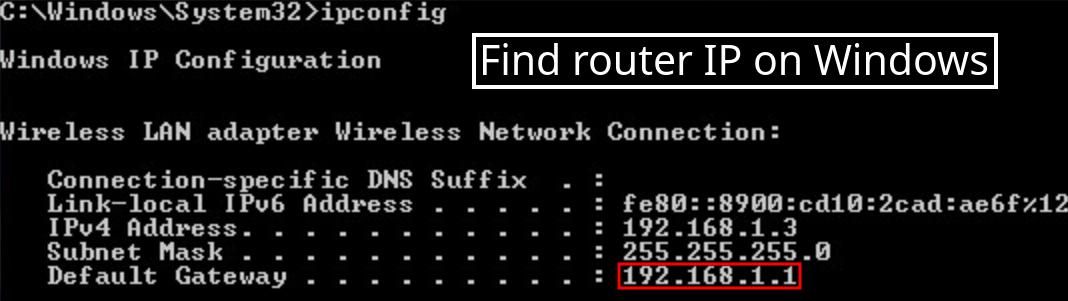 C:\Windows\System32>ipconfig
Find router IP on Windows
Windows IP Configuration
Wireless LAN adapter Wireless Network Connection:
Connection-specific DNS Suffix . :
Link-local IPv6 Address . . . . . : fe80::8900:cd10:2cad:ae6f%12
IPv4 Address. . . . . . . . . . . : 192.168.1.3
Subnet Mask . . . . . . . . . . . : 255.255.255.0
Default Gateway . . . . . . . . . : 192.168.1.1